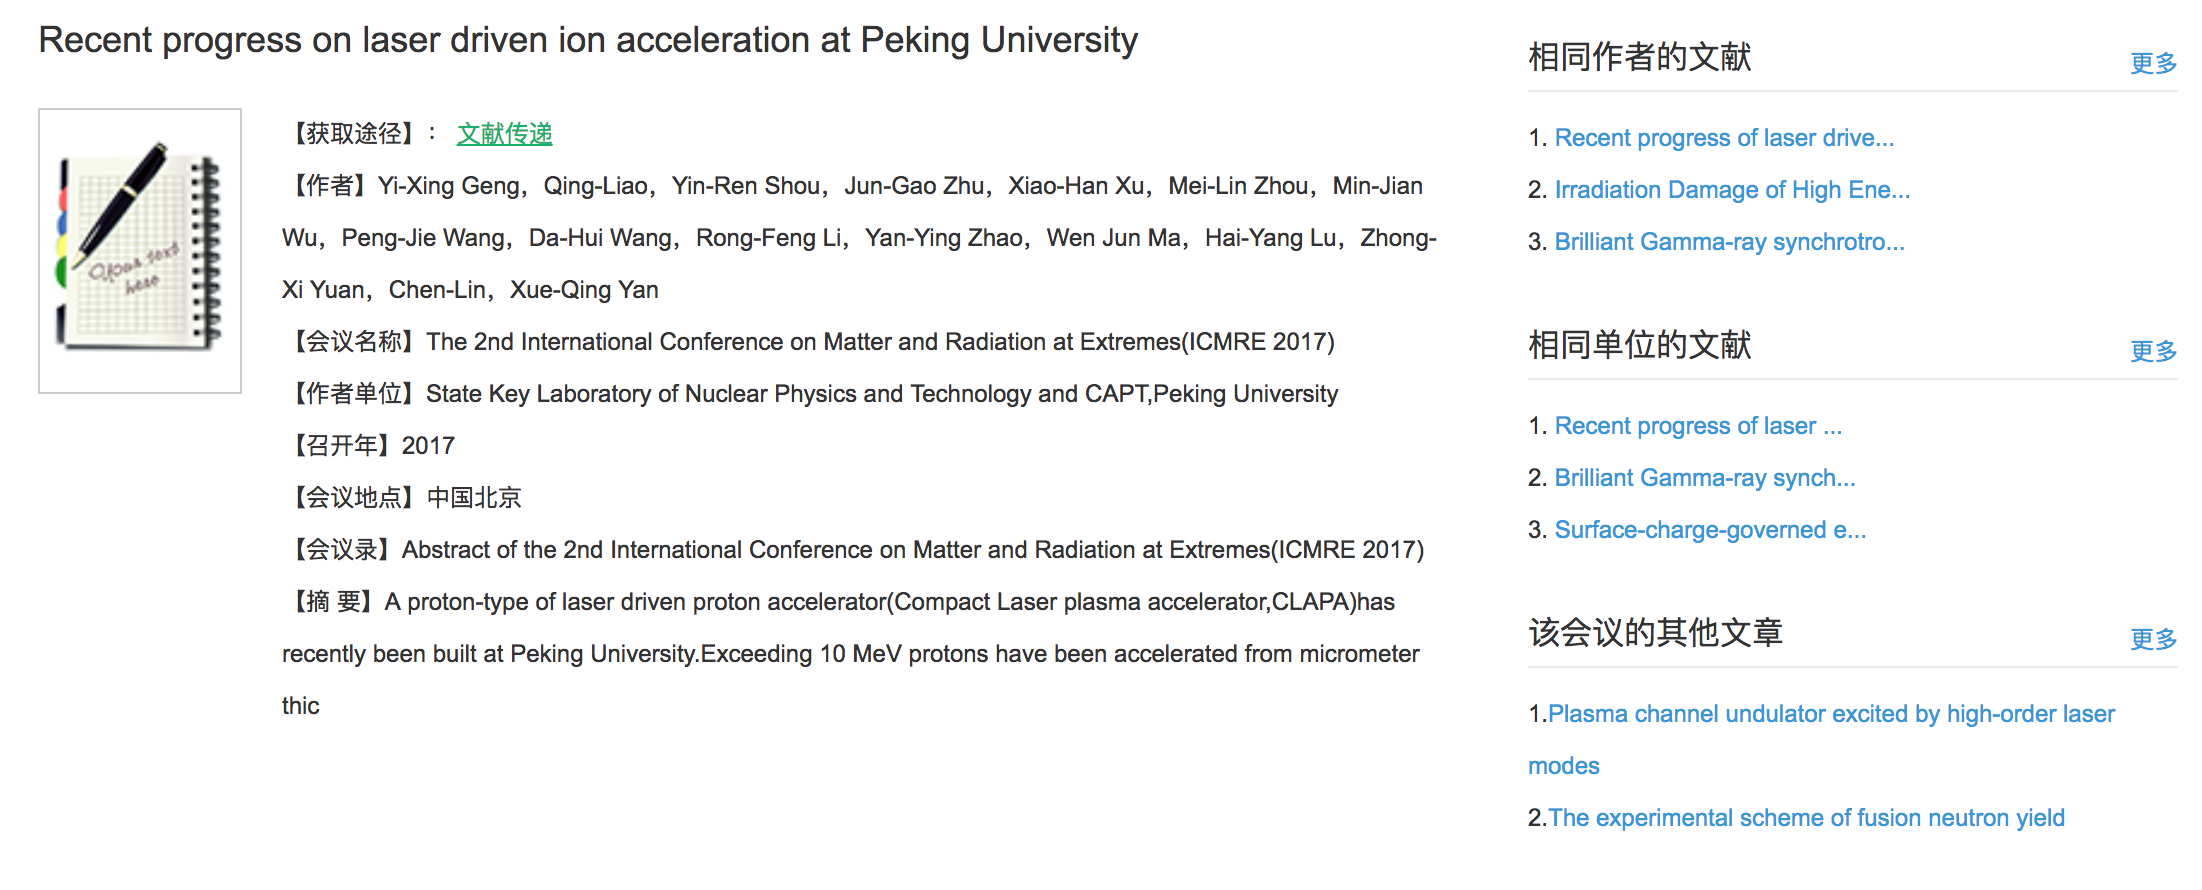 Recent progress on laser driven ion acceleration at Peking University
Of your text
here
【获取途径】： 文献传递
【作者】Yi-Xing Geng，Qing-Liao，Yin-Ren Shou，Jun-Gao Zhu，Xiao-Han Xu，Mei-Lin Zhou，Min-Jian
Wu，Peng-Jie Wang，Da-Hui Wang，Rong-Feng Li，Yan-Ying Zhao，Wen Jun Ma，Hai-Yang Lu，Zhong-
Xi Yuan，Chen-Lin，Xue-Qing Yan
【会议名称】The 2nd International Conference on Matter and Radiation at Extremes(ICMRE 2017)
【作者单位】State Key Laboratory of Nuclear Physics and Technology and CAPT,Peking University
【召开年】2017
【会议地点】中国北京
【会议录】Abstract of the 2nd International Conference on Matter and Radiation at Extremes(ICMRE 2017)
【摘 要】A proton-type of laser driven proton accelerator(Compact Laser plasma accelerator,CLAPA)has
recently been built at Peking University.Exceeding 10 MeV protons have been accelerated from micrometer
thic
相同作者的文献
更多
1. Recent progress of laser drive...
2. Irradiation Damage of High Ene...
3. Brilliant Gamma-ray synchrotro...
相同单位的文献
更多
1. Recent progress of laser ...
2. Brilliant Gamma-ray synch...
3. Surface-charge-governed e...
该会议的其他文章
更多
1.Plasma channel undulator excited by high-order laser
modes
2.The experimental scheme of fusion neutron yield